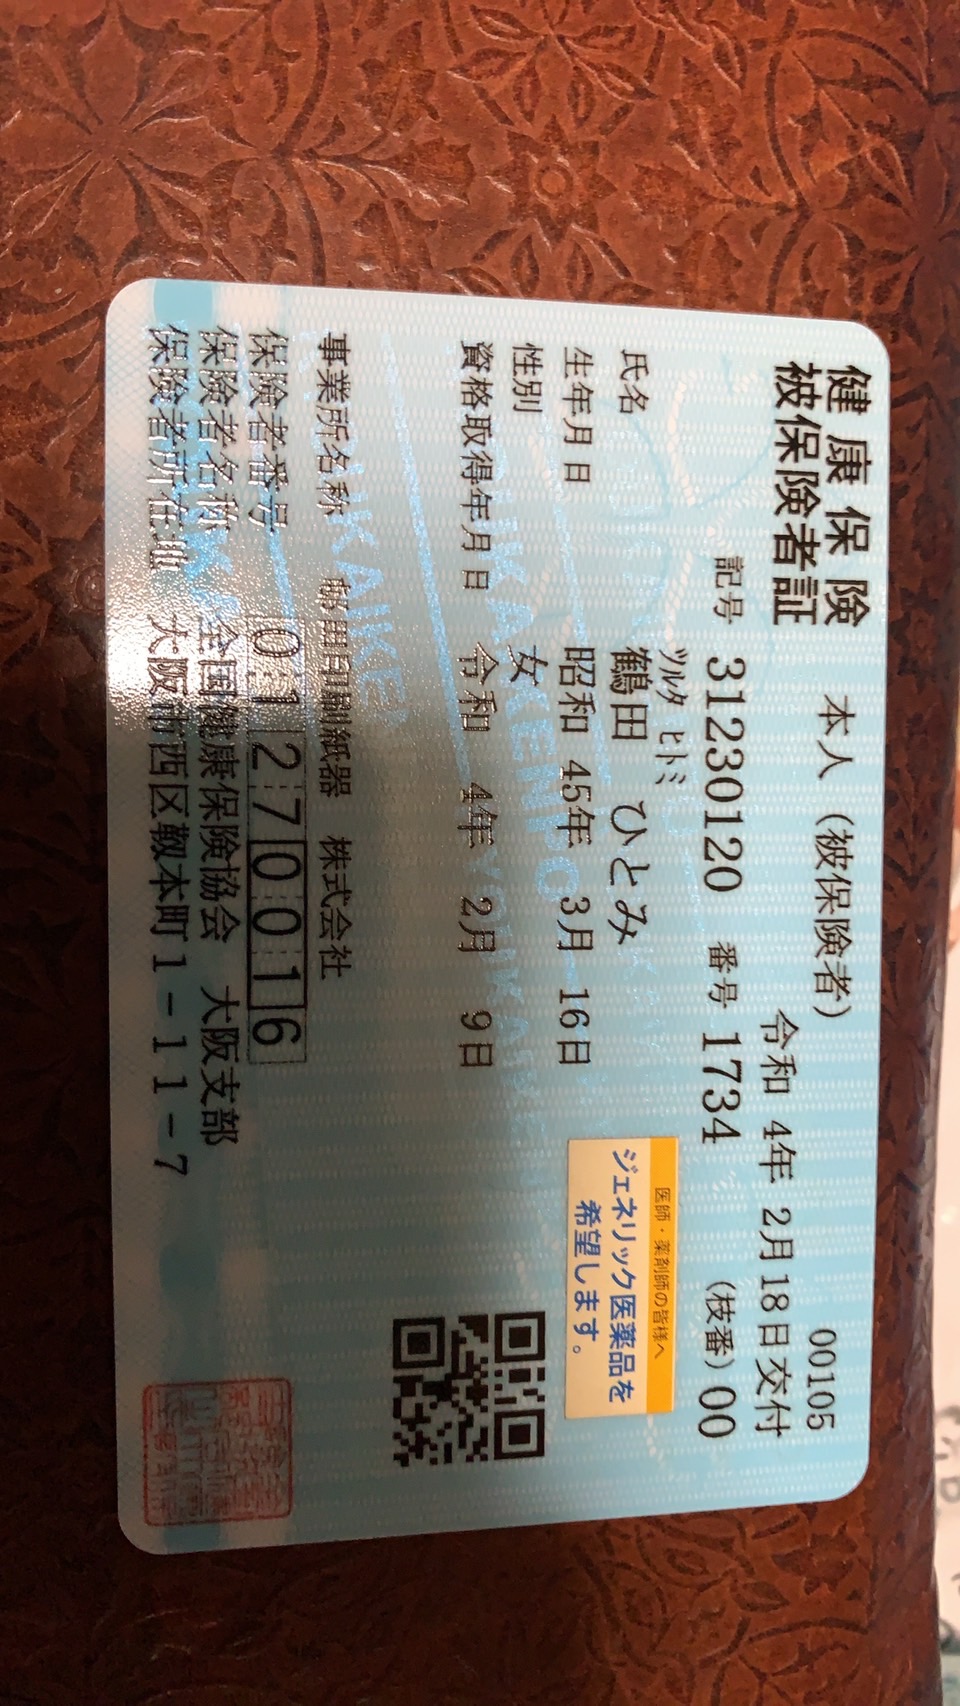 健康保険
被保険者証
本人（被保険者）
00105
令和 4年 2月18日交付
記号 31230120 番号 1734 (枝番) 00
ﾂﾙﾀ ﾋﾄﾐ
氏名 鶴田 ひとみ
生年月日 昭和 45年 3月 16日
性別 女
資格取得年月日 令和 4年 2月 9日
医師・薬剤師の皆様へ
ジェネリック医薬品を
希望します。
事業所名称 田印刷紙器 株式会社
保険者番号 01270016
保険者名称 全国健康保険協会 大阪支部
保険者所在地 大阪市西区靱本町1-11-7